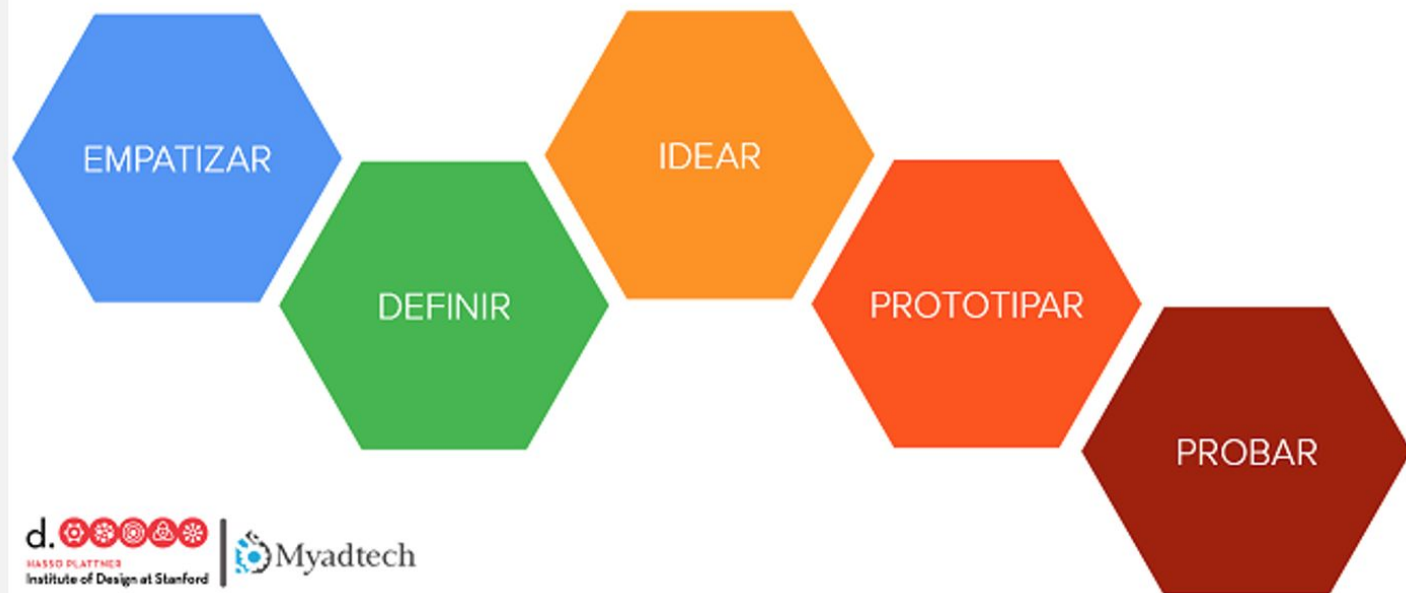 EMPATIZAR
DEFINIR
IDEAR
PROTOTIPAR
PROBAR
d.
HASSO PLATTNER
Institute of Design at Stanford
Myadtech